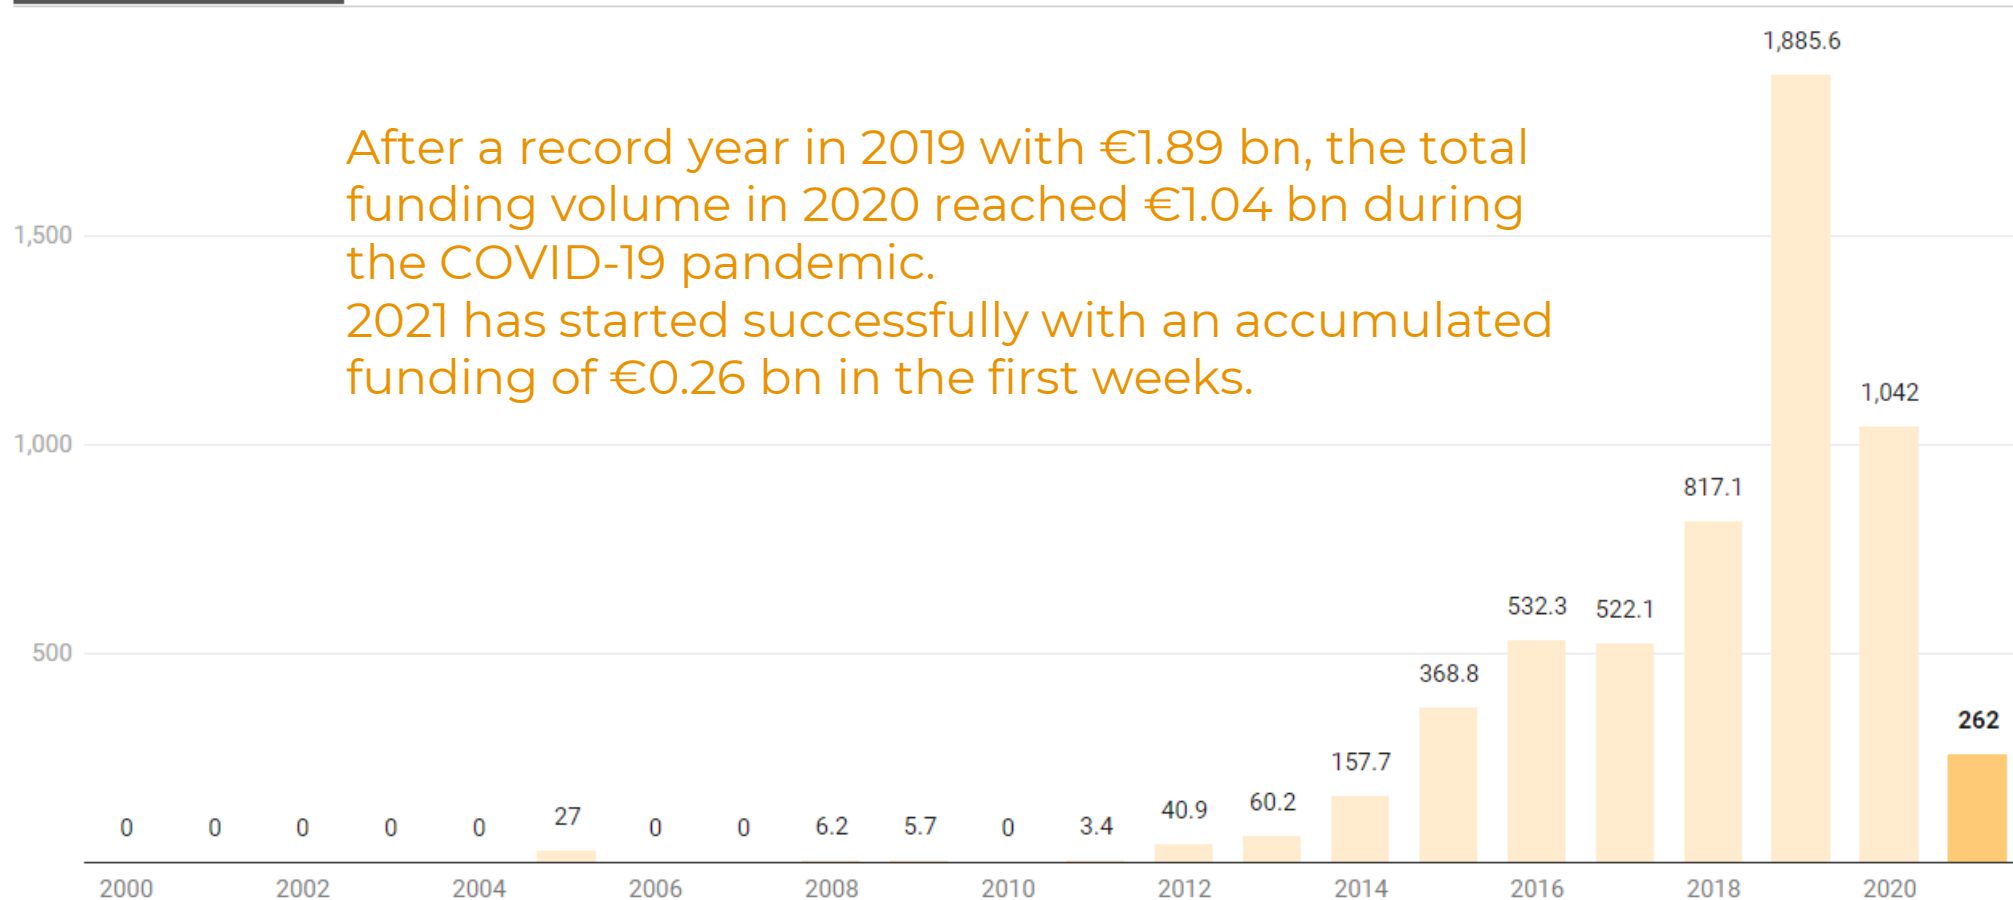 1,885.6
After a record year in 2019 with €1.89 bn, the total
funding volume in 2020 reached €1.04 bn during
1,500
the COVID-19 pandemic.
2021 has started successfully with an accumulated
funding of €0.26 bn in the first weeks.
1,042
1,000
817.1
532.3 522.1
500
368.8
262
157.7
0 0 0 0 0 27 0 0 6.2 5.7 0 3.4 40.9 60.2
2000 2002 2004 2006 2008 2010 2012 2014 2016 2018 2020